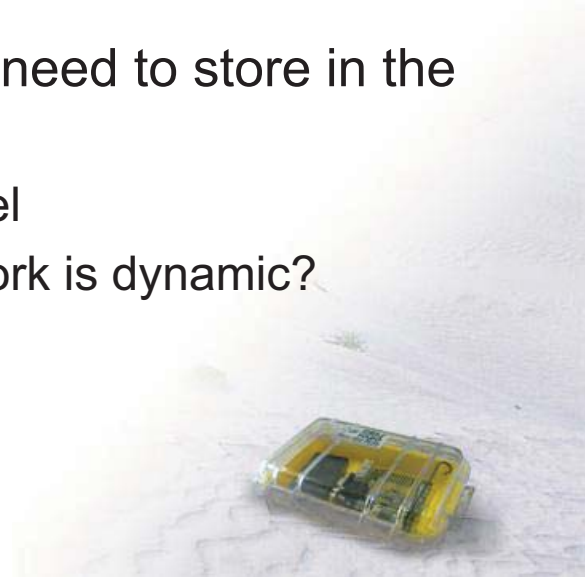 need to store in the
el
ork is dynamic?